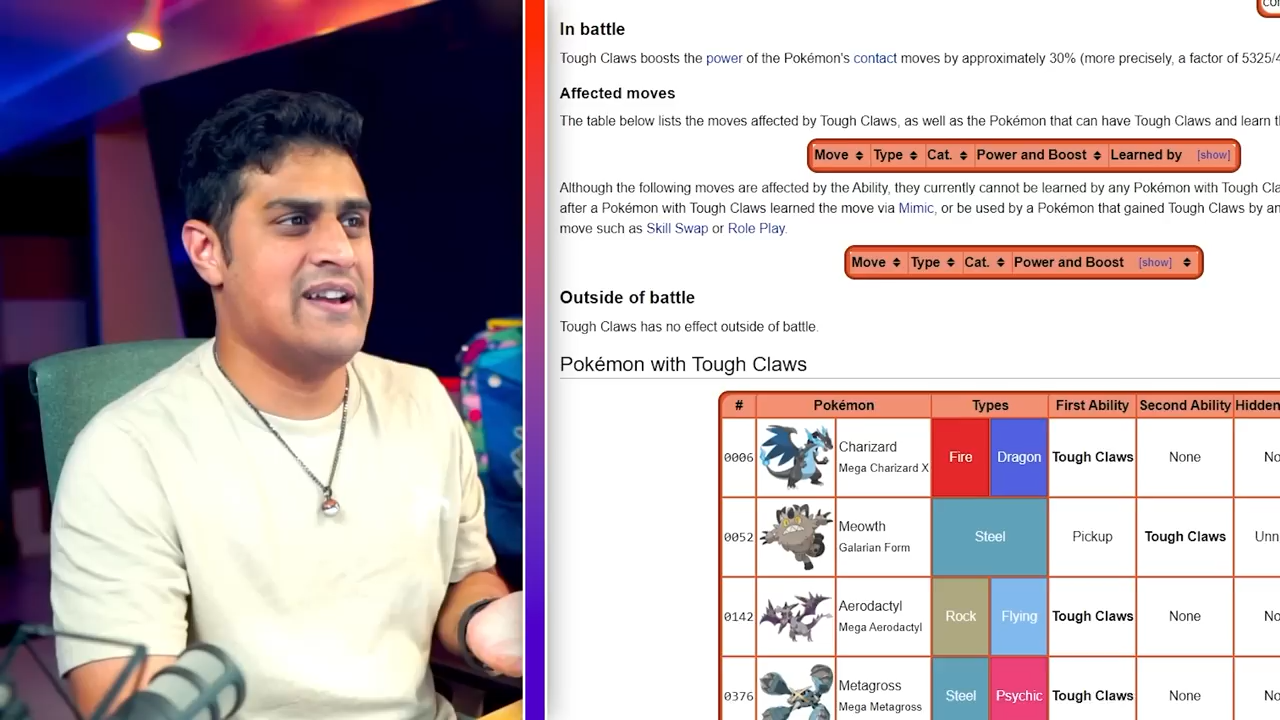 In battle
Tough Claws boosts the power of the Pokémon's contact moves by approximately 30% (more precisely, a factor of 5325/4
Affected moves
The table below lists the moves affected by Tough Claws, as well as the Pokémon that can have Tough Claws and learn
Move Type Cat. Power and Boost Learned by [show]
Although the following moves are affected by the Ability, they currently cannot be learned by any Pokémon with Tough
after a Pokémon with Tough Claws learned the move via Mimic, or be used by a Pokémon that gained Tough Claws by
move such as Skill Swap or Role Play.
Move Type Cat. Power and Boost [show]
Outside of battle
Tough Claws has no effect outside of battle.
Pokémon with Tough Claws
# Pokémon Types First Ability Second Ability Hidden
0006 Charizard Mega Charizard X Fire Dragon Tough Claws None
0052 Meowth Galarian Form Steel Pickup Tough Claws
0142 Aerodactyl Mega Aerodactyl Rock Flying Tough Claws None
0376 Metagross Mega Metagross Steel Psychic Tough Claws None